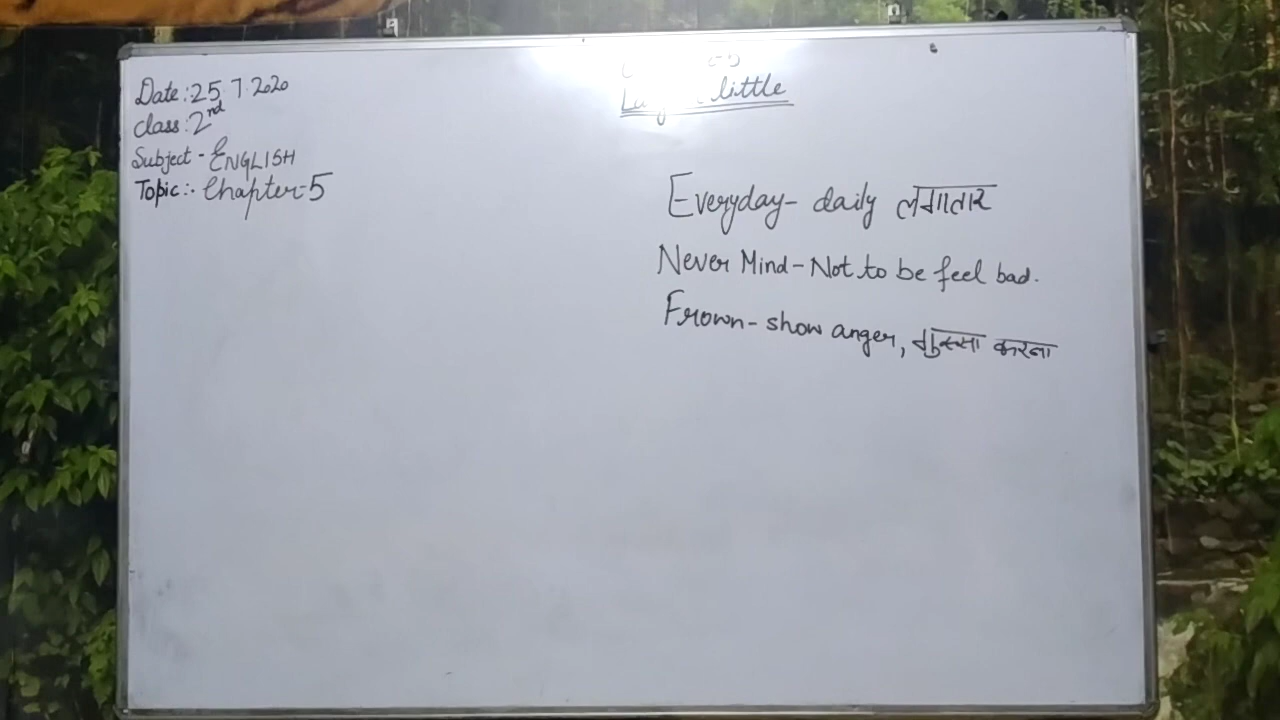 Date: 25 7.2020
Class: 2nd
Subject - ENGLISH
Topic:- Chapter-5
little
Everyday- daily लगातार
Never Mind-Not to be feel bad.
Frown- show anger, गुस्सा करना